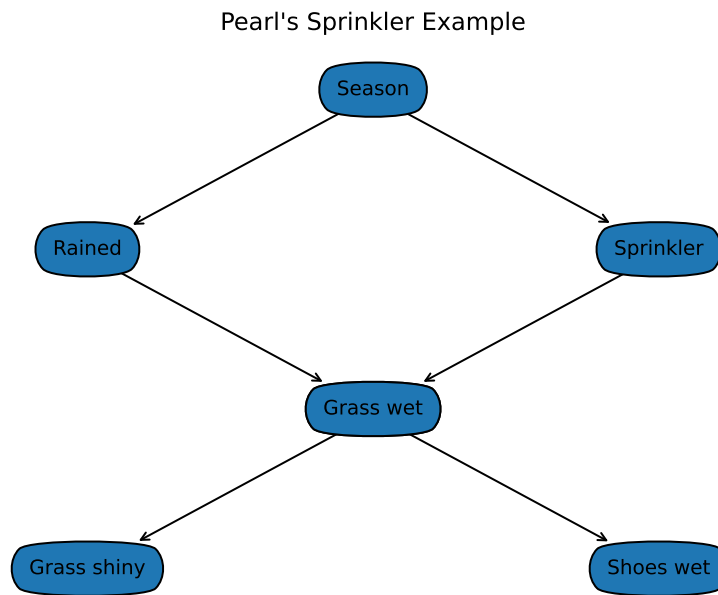 Pearl's Sprinkler Example
Season
Rained
Sprinkler
Grass wet
Grass shiny
Shoes wet